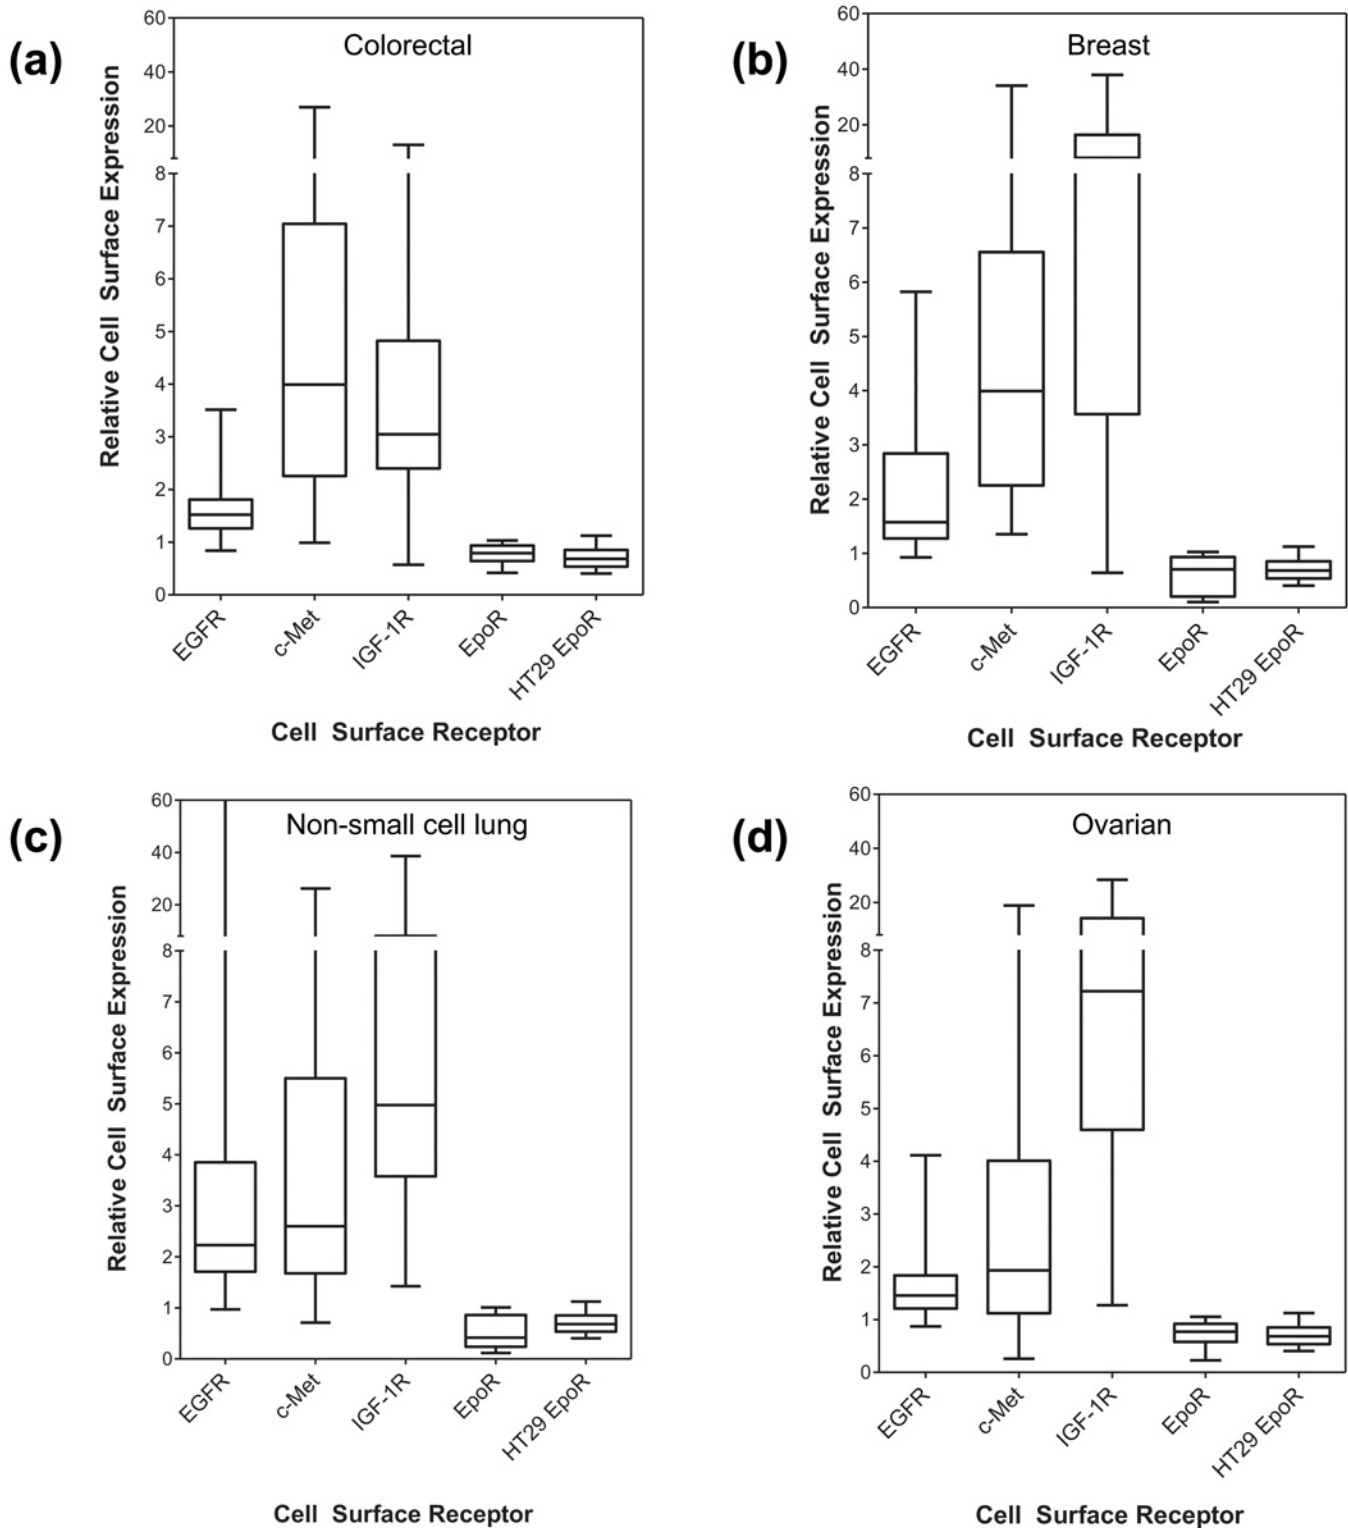 (a)
Colorectal
Relative Cell Surface Expression
60
40
20
8
7
6
5
4
3
2
1
0
EGFR
c-Met
IGF-1R
EpoR
HT29 EpoR
Cell Surface Receptor
(b)
Breast
Relative Cell Surface Expression
60
40
20
8
7
6
5
4
3
2
1
0
EGFR
c-Met
IGF-1R
EpoR
HT29 EpoR
Cell Surface Receptor
(c)
Non-small cell lung
Relative Cell Surface Expression
60
40
20
8
7
6
5
4
3
2
1
0
EGFR
c-Met
IGF-1R
EpoR
HT29 EpoR
Cell Surface Receptor
(d)
Ovarian
Relative Cell Surface Expression
60
40
20
8
7
6
5
4
3
2
1
0
EGFR
c-Met
IGF-1R
EpoR
HT29 EpoR
Cell Surface Receptor